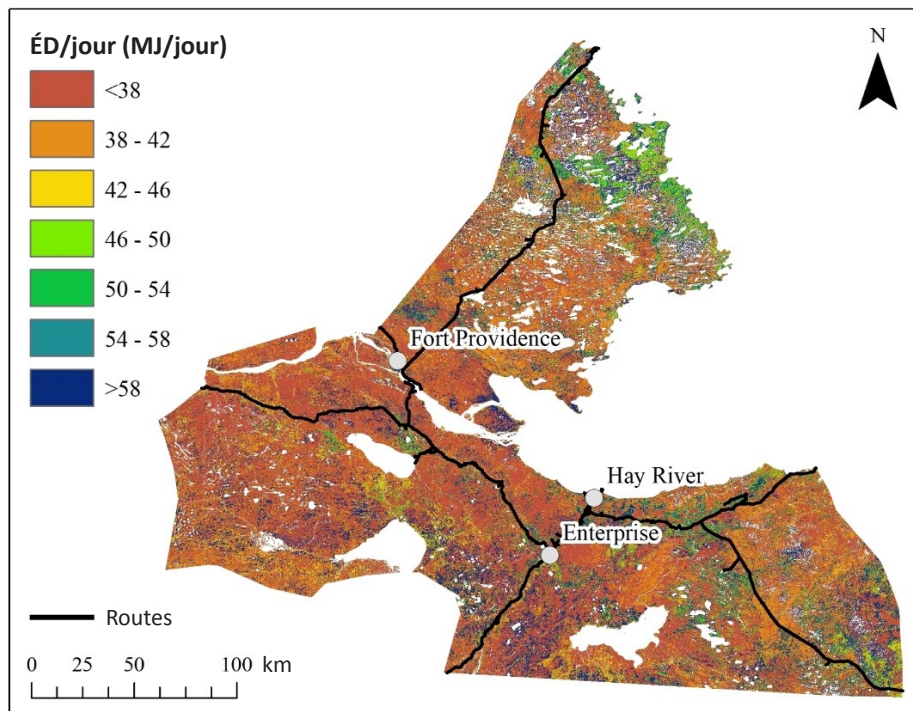 ÉD/jour (MJ/jour)
<38
38 - 42
42 - 46
46 - 50
50 - 54
54 - 58
>58
N
Fort Providence
Hay River
Enterprise
Routes
0 25 50 100 km